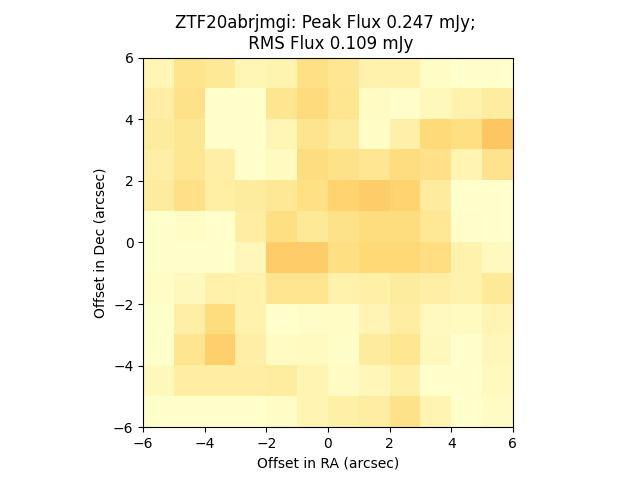 ZTF20abrjmgi: Peak Flux 0.247 mJy;
RMS Flux 0.109 mJy
6
4
2
0
−2
−4
−6
Offset in Dec (arcsec)
−6 −4 −2 0 2 4 6
Offset in RA (arcsec)